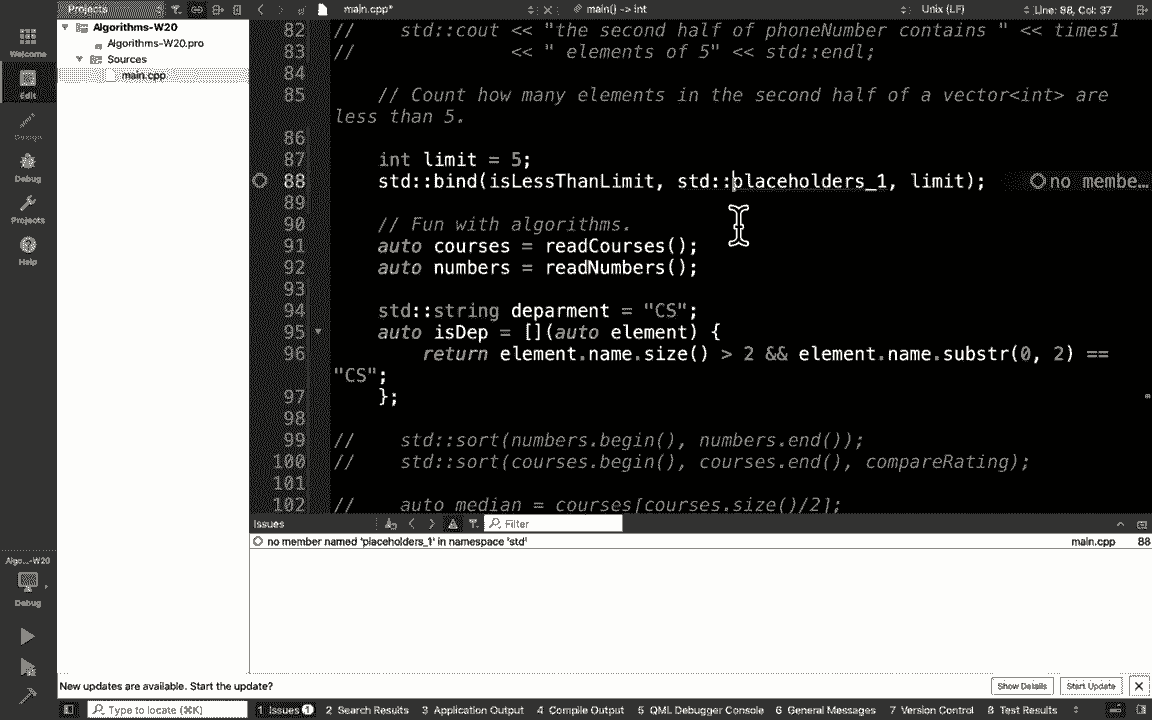 Projects
main.cpp*
main() -> int
Unix (LF)
Line: 88, Col: 37
Welcome
Edit
Design
Debug
Projects
Help
Algo...-W20
Debug
Algorithms-W20
Algorithms-W20.pro
Sources
main.cpp
82 // std::cout << "the second half of phoneNumber contains " << times1
83 // << " elements of 5" << std::endl;
84
85 // Count how many elements in the second half of a vector<int> are
less than 5.
86
87 int limit = 5;
88 std::bind(isLessThanLimit, std::placeholders_1, limit); no membe…
89
90 // Fun with algorithms.
91 auto courses = readCourses();
92 auto numbers = readNumbers();
93
94 std::string deparment = "CS";
95 auto isDep = [](auto element) {
96 return element.name.size() > 2 && element.name.substr(0, 2) ==
"CS";
97 };
98
99 // std::sort(numbers.begin(), numbers.end());
100 // std::sort(courses.begin(), courses.end(), compareRating);
101
102 // auto median = courses[courses.size()/2];
Issues
Filter
no member named 'placeholders_1' in namespace 'std'
main.cpp 88
New updates are available. Start the update?
Show Details
Start Update
Type to locate (⌘K)
1 Issues 1
2 Search Results
3 Application Output
4 Compile Output
5 QML Debugger Console
6 General Messages
7 Version Control
8 Test Results